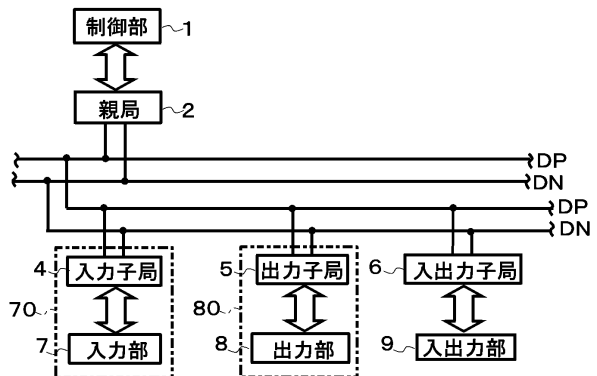 制御部 1
親局 2
DP
DN
DP
DN
4 入力子局 5 出力子局 6 入出力子局
70 80
7 入力部 8 出力部 9 入出力部